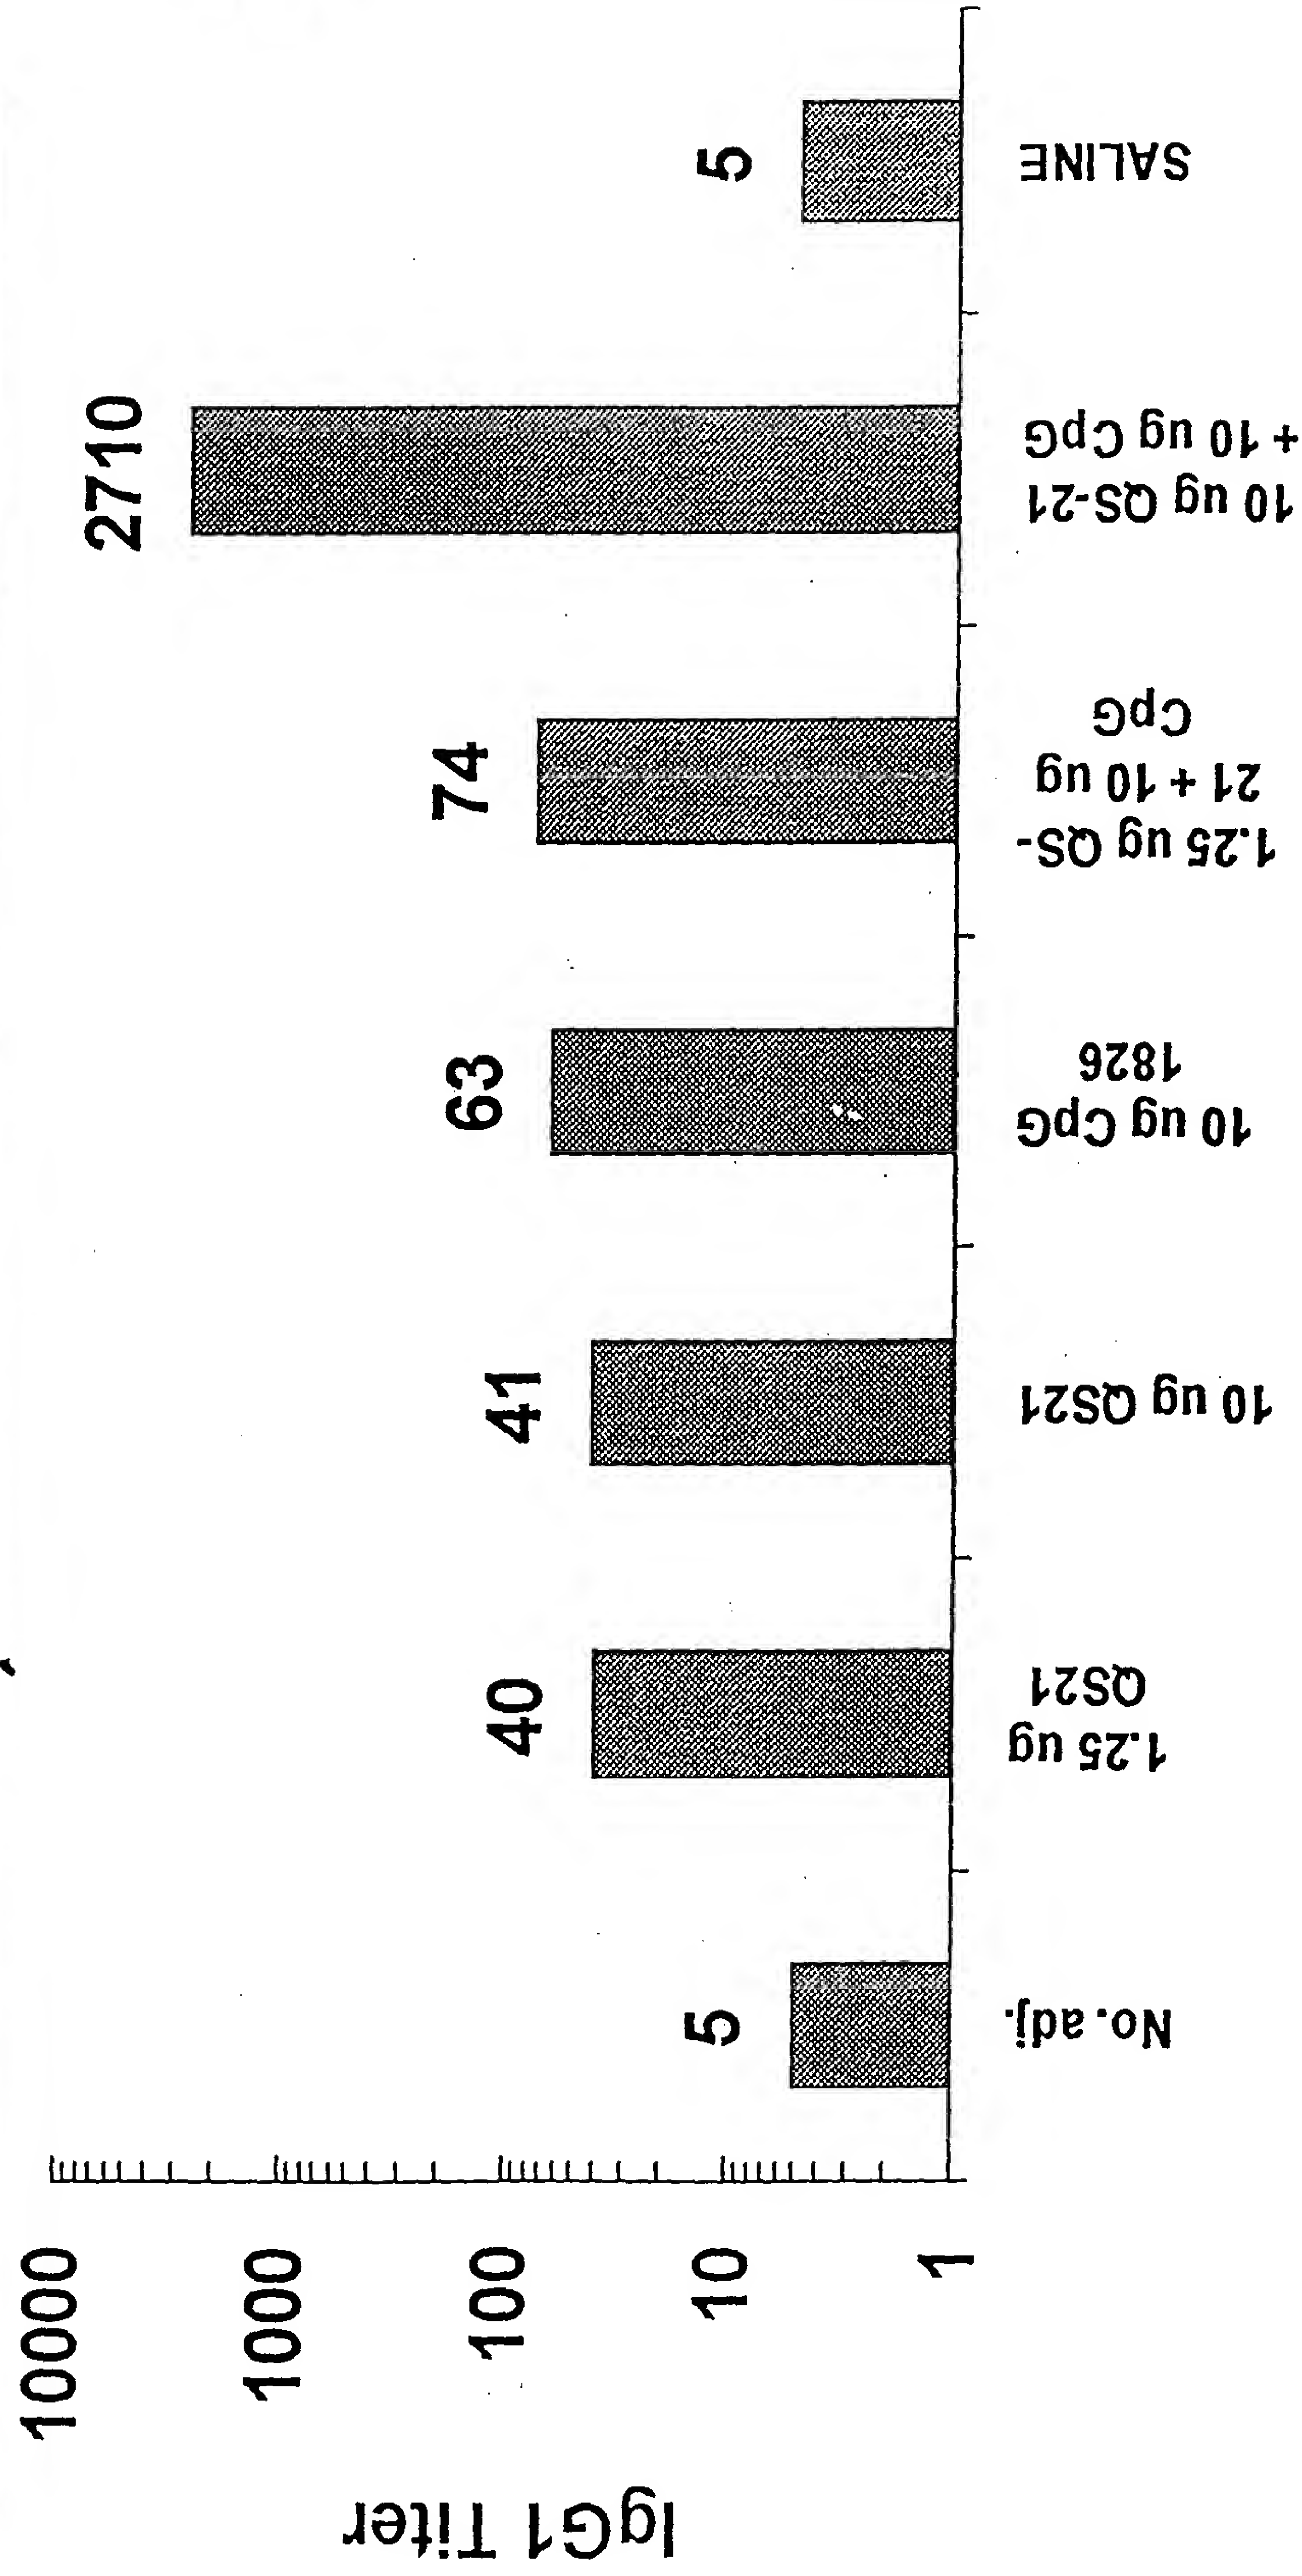 10000
1000
100
10
1
IgG1 Titer
5
40
41
63
74
2710
5
No. adj.
1.25 ug
QS21
10 ug QS21
10 ug CpG
1826
1.25 ug QS-
21 + 10 ug
CpG
10 ug QS-21
+ 10 ug CpG
SALINE